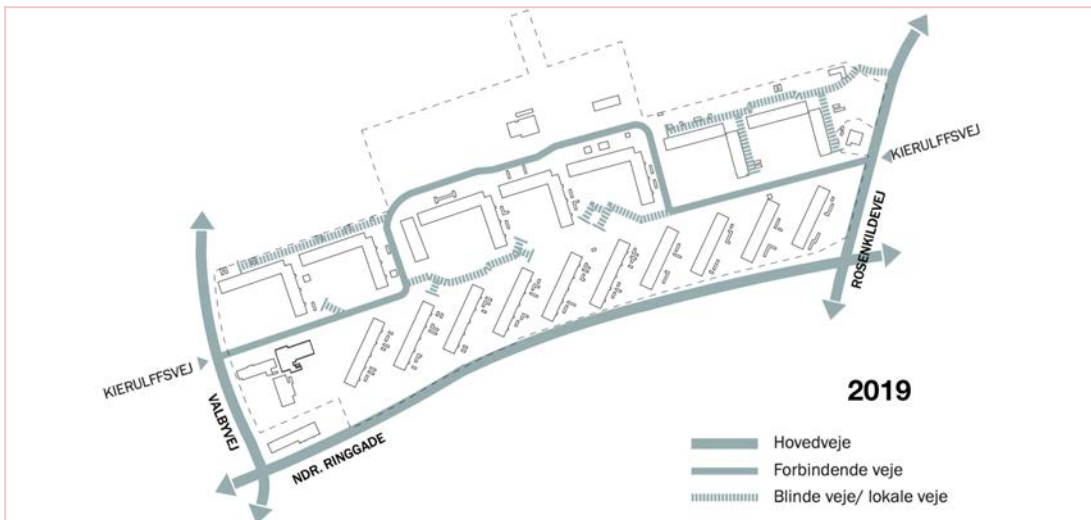 KIERULFFSVEJ
ROSENKILDEVEJ
KIERULFFSVEJ
VALBYVEJ
NDR. RINGGADE
2019
Hovedveje
Forbindende veje
Blinde veje/ lokale veje